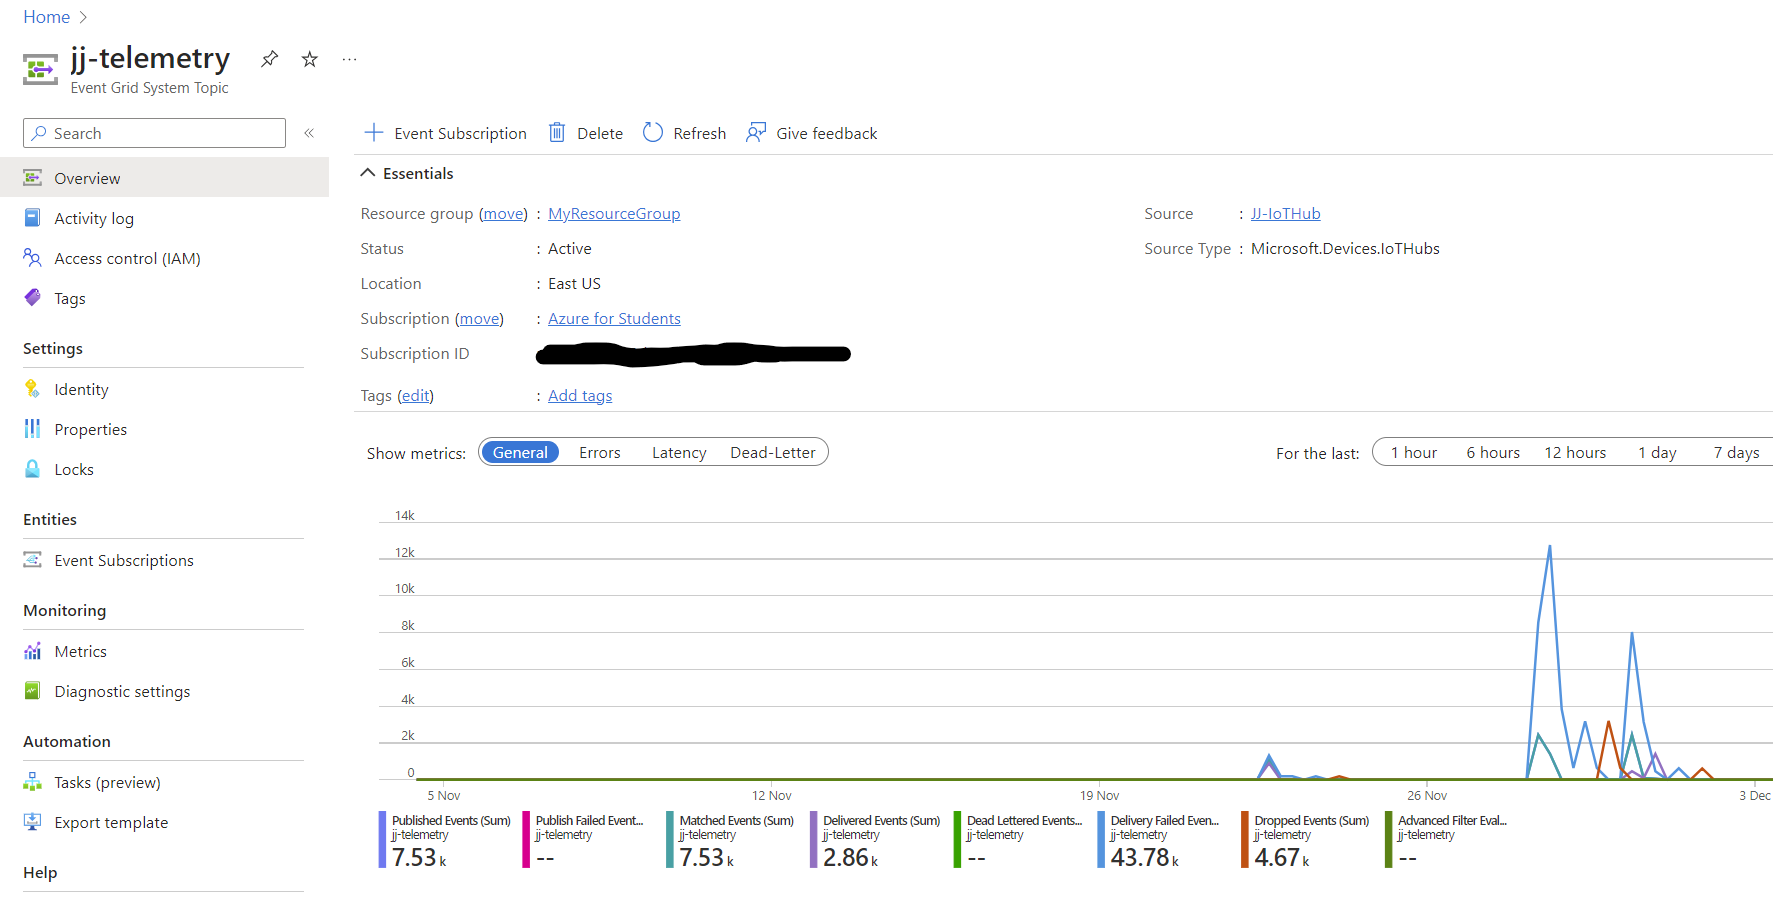 Home
jj-telemetry
Event Grid System Topic
Search
Overview
Activity log
Access control (IAM)
Tags
Settings
Identity
Properties
Locks
Entities
Event Subscriptions
Monitoring
Metrics
Diagnostic settings
Automation
Tasks (preview)
Export template
Help
Event Subscription Delete Refresh Give feedback
Essentials
Resource group (move) : MyResourceGroup
Status : Active
Location : East US
Subscription (move) : Azure for Students
Subscription ID
Tags (edit) : Add tags
Source : JJ-IoTHub
Source Type : Microsoft.Devices.IoTHubs
Show metrics: General Errors Latency Dead-Letter
For the last: 1 hour 6 hours 12 hours 1 day 7 days
14k
12k
10k
8k
6k
4k
2k
0
5 Nov 12 Nov 19 Nov 26 Nov 3 Dec
Published Events (Sum)
jj-telemetry
7.53 k
Publish Failed Event...
jj-telemetry
--
Matched Events (Sum)
jj-telemetry
7.53 k
Delivered Events (Sum)
jj-telemetry
2.86 k
Dead Lettered Events...
jj-telemetry
--
Delivery Failed Even...
jj-telemetry
43.78 k
Dropped Events (Sum)
jj-telemetry
4.67 k
Advanced Filter Eval...
jj-telemetry
--